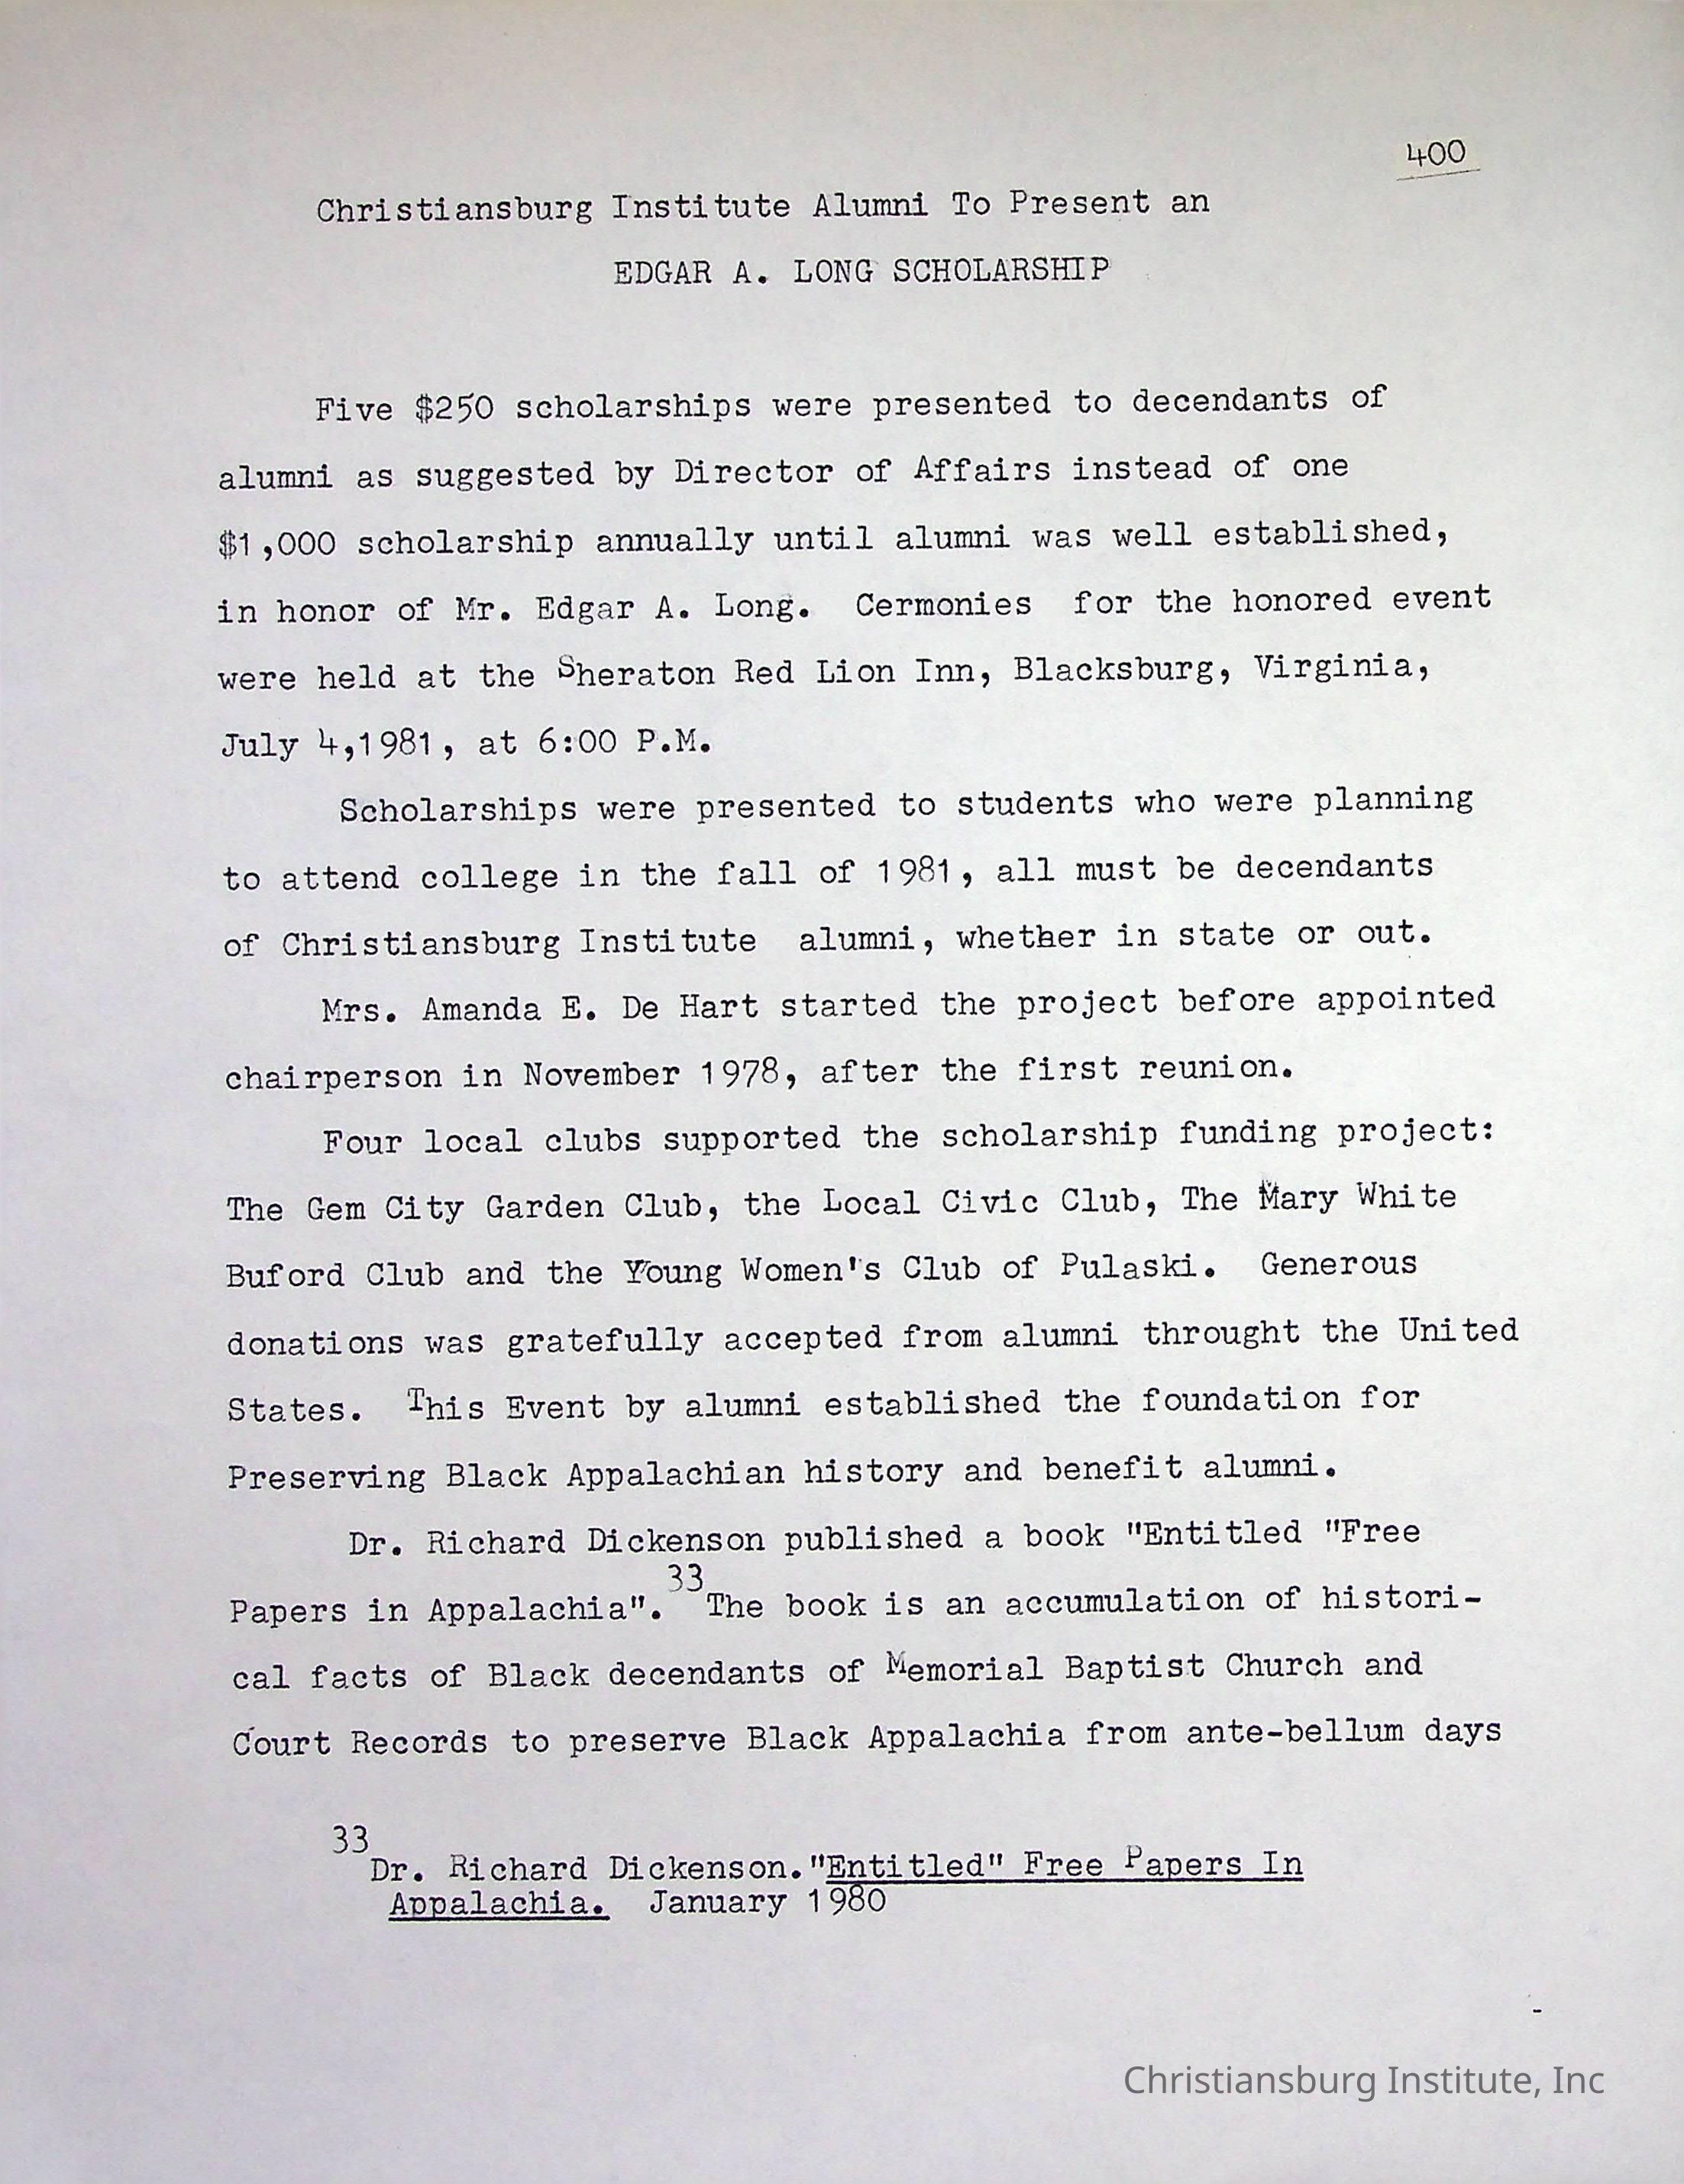 400
Christiansburg Institute Alumni To Present an
EDGAR A. LONG SCHOLARSHIP
Five $250 scholarships were presented to decendants of
alumni as suggested by Director of Affairs instead of one
$1,000 scholarship annually until alumni was well established,
in honor of Mr. Edgar A. Long. Cermonies for the honored event
were held at the Sheraton Red Lion Inn, Blacksburg, Virginia,
July 4,1981, at 6:00 P.M.
Scholarships were presented to students who were planning
to attend college in the fall of 1981, all must be decendants
of Christiansburg Institute alumni, whether in state or out.
Mrs. Amanda E. De Hart started the project before appointed
chairperson in November 1978, after the first reunion.
Four local clubs supported the scholarship funding project:
The Gem City Garden Club, the Local Civic Club, The Mary White
Buford Club and the Young Women's Club of Pulaski. Generous
donations was gratefully accepted from alumni throught the United
States. This Event by alumni established the foundation for
Preserving Black Appalachian history and benefit alumni.
Dr. Richard Dickenson published a book "Entitled "Free
Papers in Appalachia".33 The book is an accumulation of histori-
cal facts of Black decendants of Memorial Baptist Church and
Court Records to preserve Black Appalachia from ante-bellum days
33
Dr. Richard Dickenson."Entitled" Free Papers In
Appalachia. January 1980
Christiansburg Institute, Inc